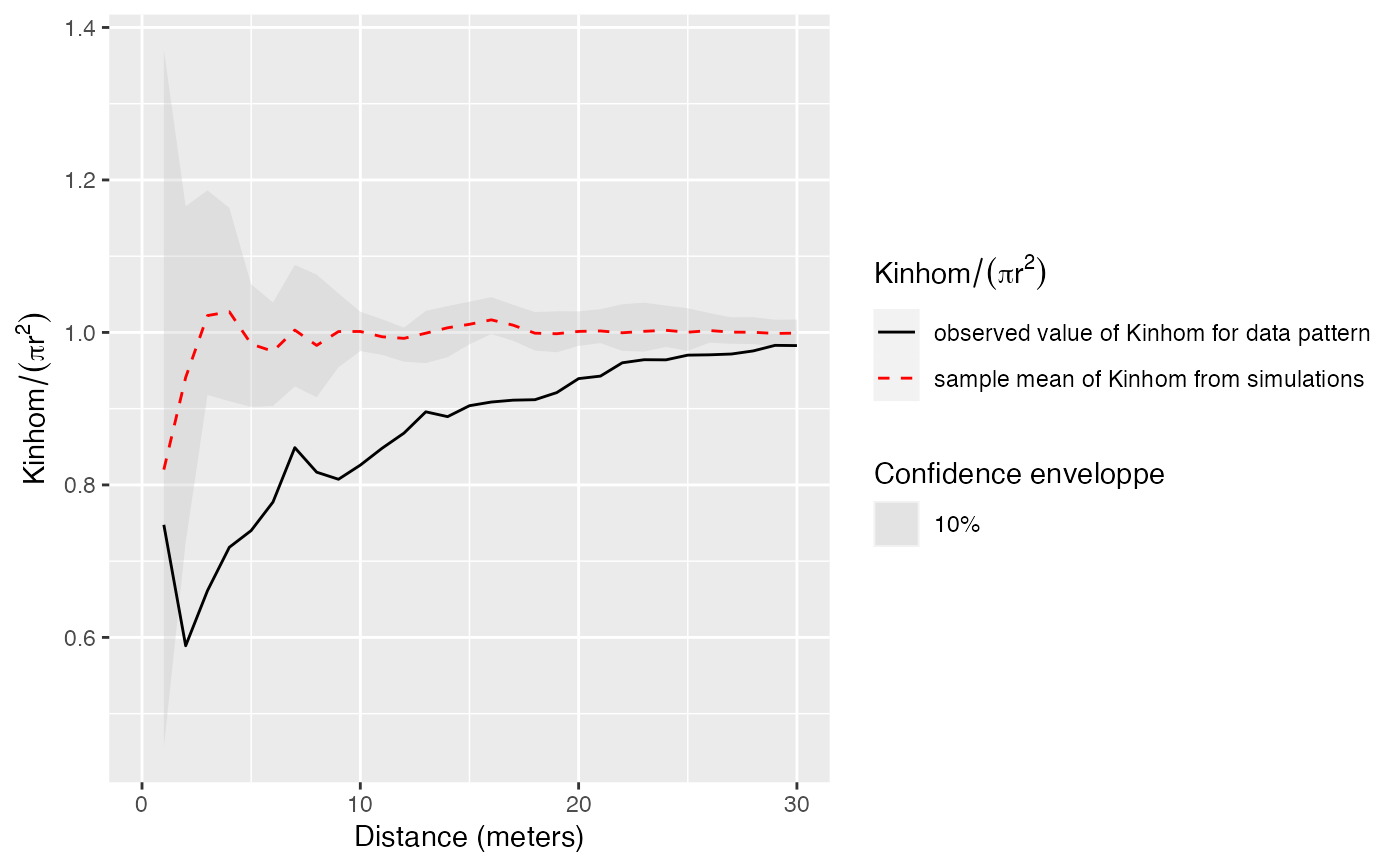 1.4
1.2
1.0
0.8
0.6
Kinhom/(πr²)
0
10
20
30
Distance (meters)
Kinhom/(πr²)
observed value of Kinhom for data pattern
sample mean of Kinhom from simulations
Confidence enveloppe
10%